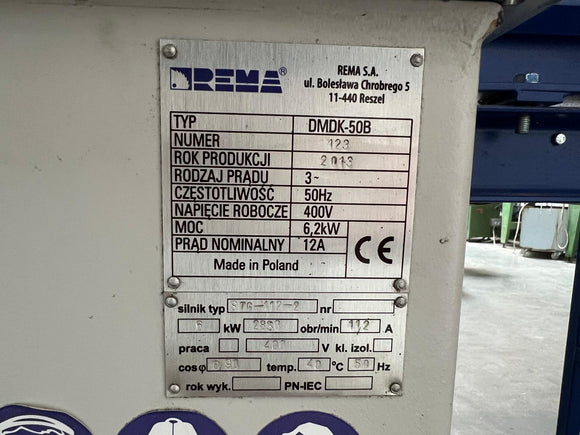 REMA®
REMA S.A.
ul. Bolesława Chrobrego 5
11-440 Reszel
TYP DMDK-50B
NUMER 123
ROK PRODUKCJI 2013
RODZAJ PRĄDU 3~
CZĘSTOTLIWOŚĆ 50Hz
NAPIĘCIE ROBOCZE 400V
MOC 6,2kW
PRĄD NOMINALNY 12A
CE
Made in Poland
silnik typ nr
6 kW obr/min A
praca V kl. izol.
cosφ temp. 40 °C 50 Hz
rok wyk. PN-IEC